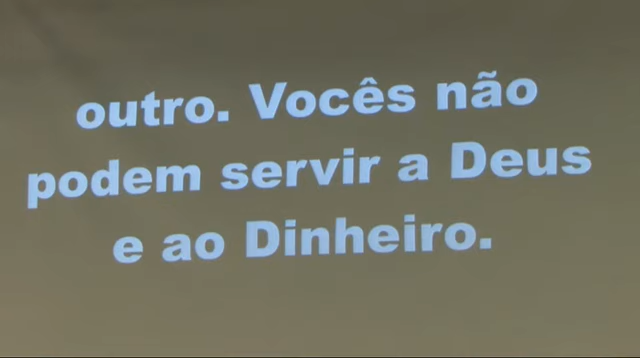 outro. Vocês não
podem servir a Deus
e ao Dinheiro.